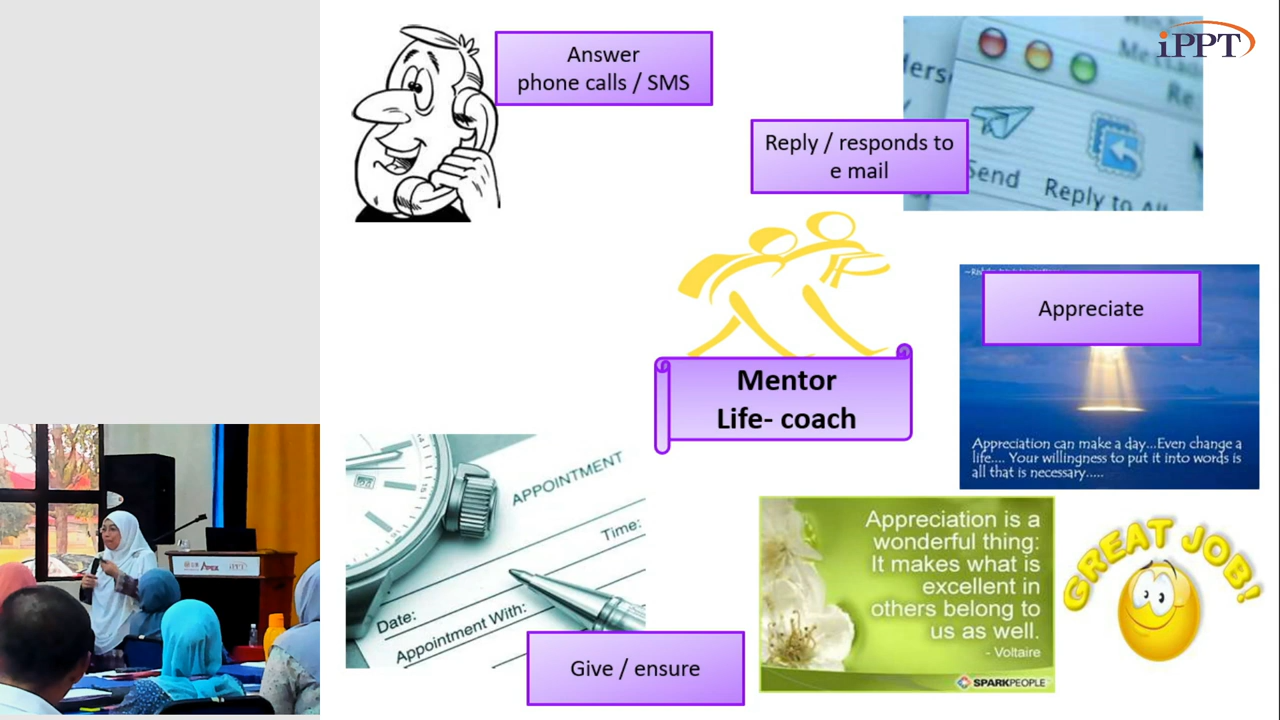 Answer
phone calls / SMS
iPPT
Reply / responds to
e mail
Send
Reply to All
Appreciate
Mentor
Life- coach
Appreciation can make a day...Even change a
life.... Your willingness to put it into words is
all that is necessary.....
APPOINTMENT
Time:
Date:
Appointment With:
Give / ensure
Appreciation is a
wonderful thing:
It makes what is
excellent in
others belong to
us as well.
- Voltaire
SPARKPEOPLE
GREAT JOB!